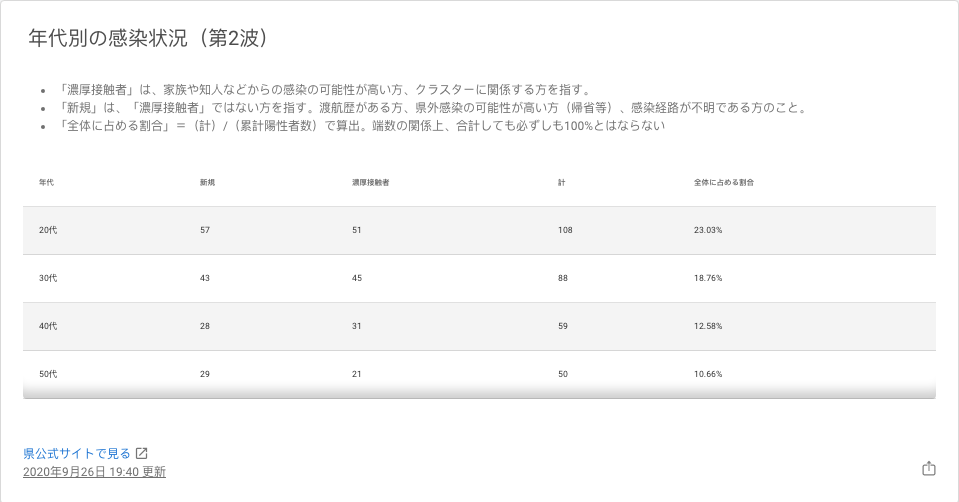 年代別の感染状況（第2波）
• 「濃厚接触者」は、家族や知人などからの感染の可能性が高い方、クラスターに関係する方を指す。
• 「新規」は、「濃厚接触者」ではない方を指す。渡航歴がある方、県外感染の可能性が高い方（帰省等）、感染経路が不明である方のこと。
• 「全体に占める割合」＝（計）/（累計陽性者数）で算出。端数の関係上、合計しても必ずしも100%とはならない
年代 新規 濃厚接触者 計 全体に占める割合
20代 57 51 108 23.03%
30代 43 45 88 18.76%
40代 28 31 59 12.58%
50代 29 21 50 10.66%
県公式サイトで見る
2020年9月26日 19:40 更新